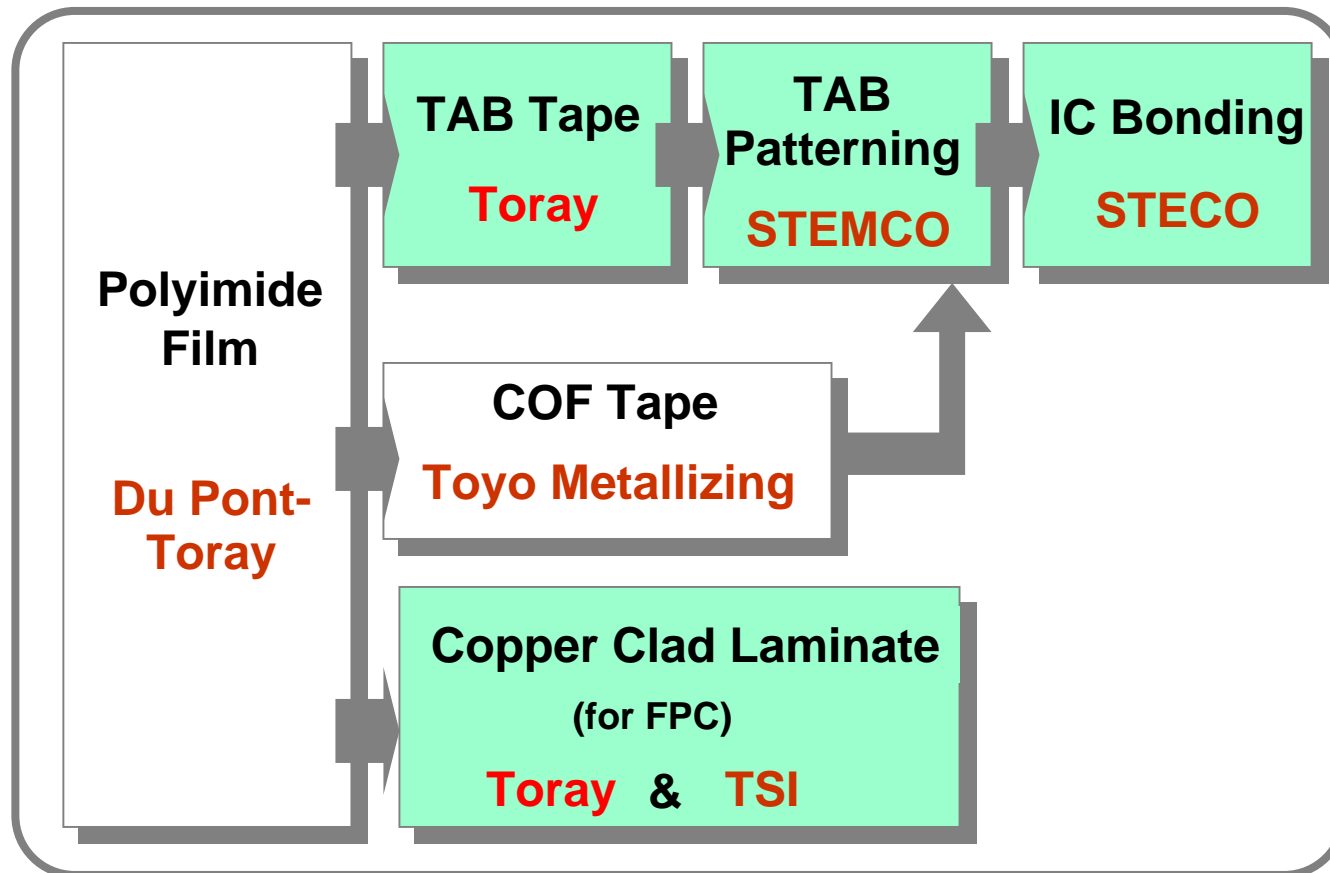 Polyimide
Film
Du Pont-
Toray
TAB Tape
Toray
TAB
Patterning
STEMCO
IC Bonding
STECO
COF Tape
Toyo Metallizing
Copper Clad Laminate
(for FPC)
Toray & TSI